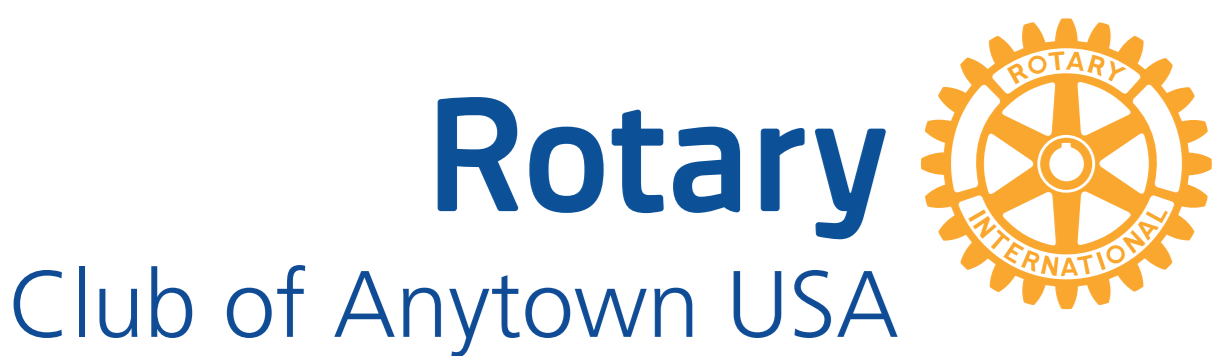 Rotary
Club of Anytown USA
ROTARY
INTERNATIONAL